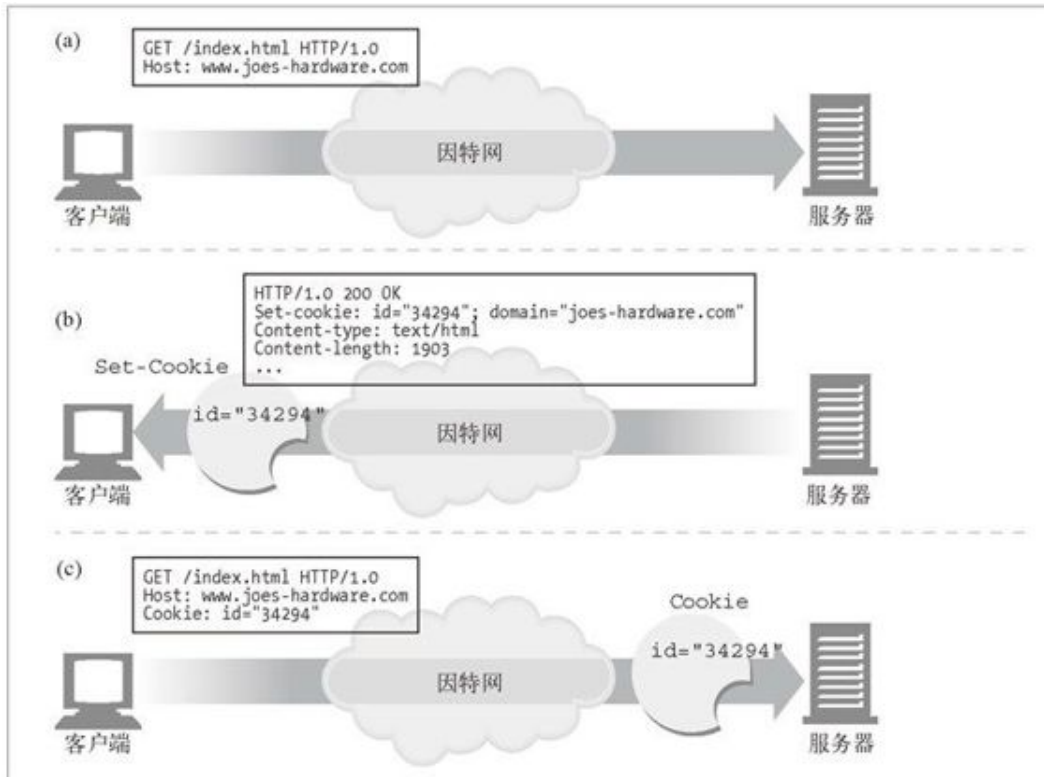 (a)
GET /index.html HTTP/1.0
Host: www.joes-hardware.com
因特网
客户端
服务器
(b)
HTTP/1.0 200 OK
Set-cookie: id="34294"; domain="joes-hardware.com"
Content-type: text/html
Content-length: 1903
...
Set-Cookie
id="34294"
因特网
客户端
服务器
(c)
GET /index.html HTTP/1.0
Host: www.joes-hardware.com
Cookie: id="34294"
Cookie
id="34294"
因特网
客户端
服务器